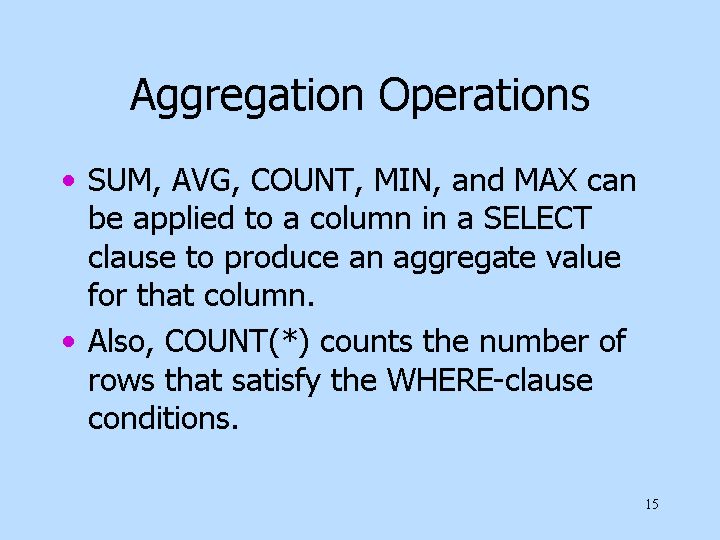 Aggregation Operations
• SUM, AVG, COUNT, MIN, and MAX can
be applied to a column in a SELECT
clause to produce an aggregate value
for that column.
• Also, COUNT(*) counts the number of
rows that satisfy the WHERE-clause
conditions.
15